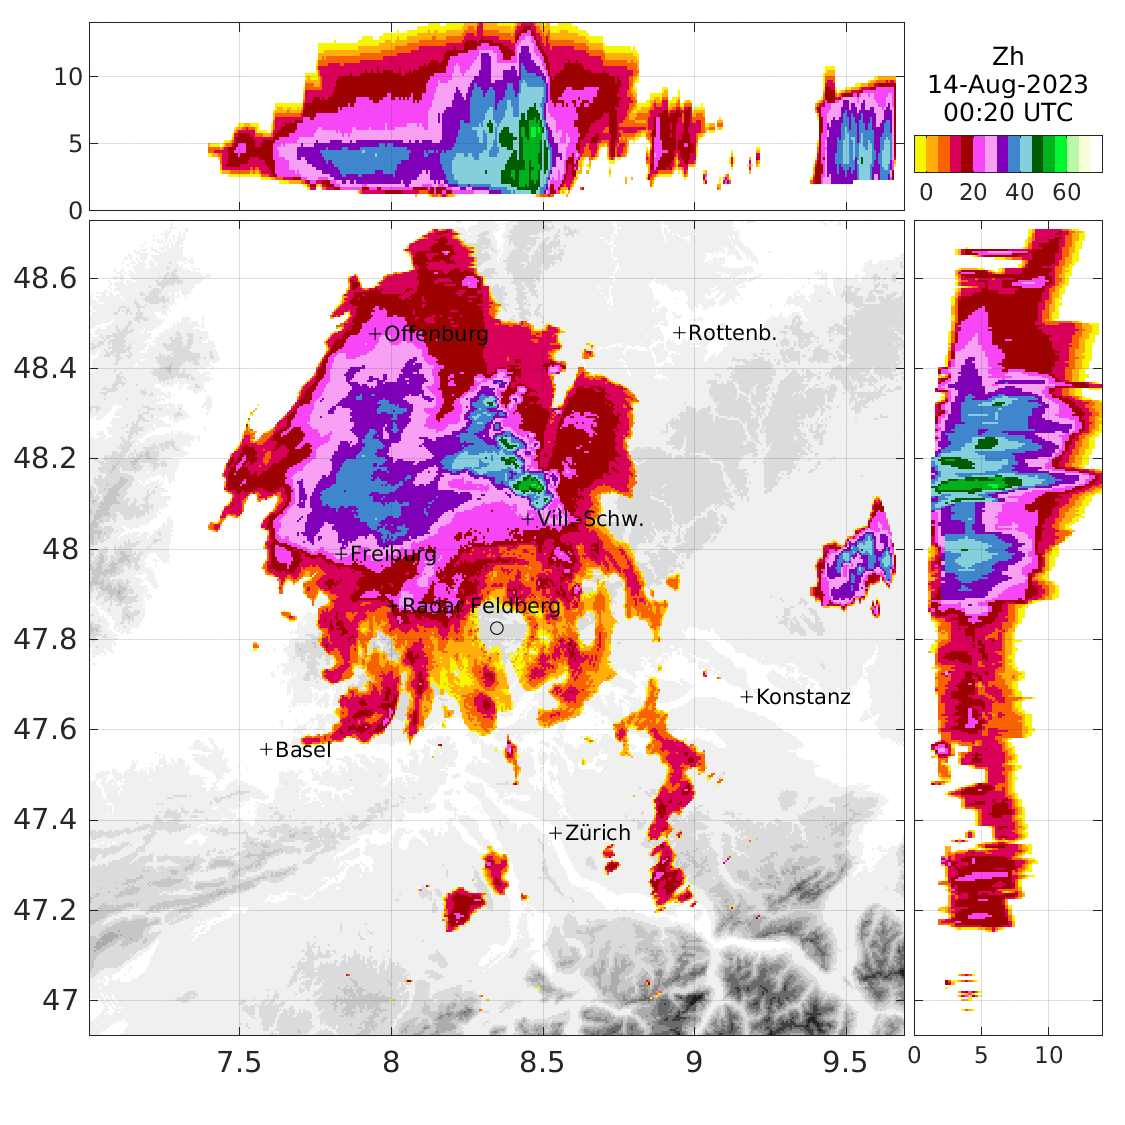 10
5
0
Zh
14-Aug-2023
00:20 UTC
0 20 40 60
48.6
48.4
48.2
48
47.8
47.6
47.4
47.2
47
Offenburg
Rottenb.
Vill.-Schw.
Freiburg
Radar Feldberg
Konstanz
Basel
Zürich
7.5 8 8.5 9 9.5
0 5 10